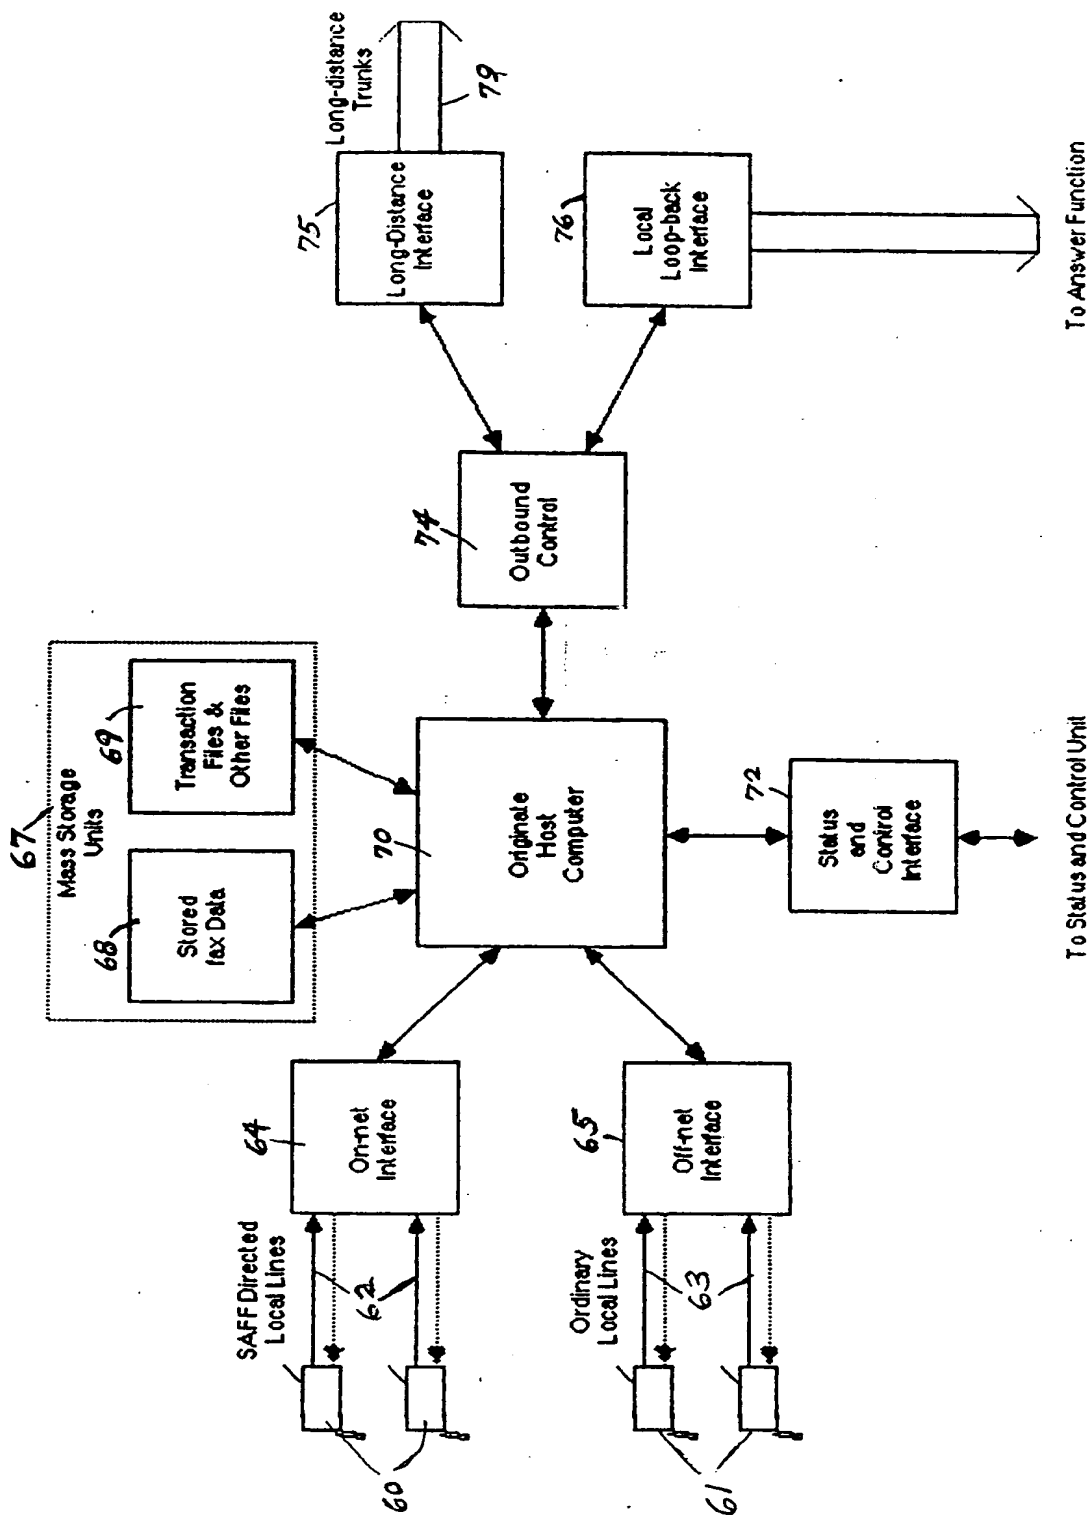 67
Mass Storage
Units
68
Stored
fax Data
69
Transaction
Files &
Other Files
60
SAFF Directed
Local Lines
62
64
On-net
Interface
61
Ordinary
Local Lines
63
65
Off-net
Interface
70
Originate
Host
Computer
72
Status
and
Control
Interface
To Status and Control Unit
74
Outbound
Control
75
Long-Distance
Interface
Long-distance
Trunks
79
76
Local
Loop-back
Interface
To Answer Function